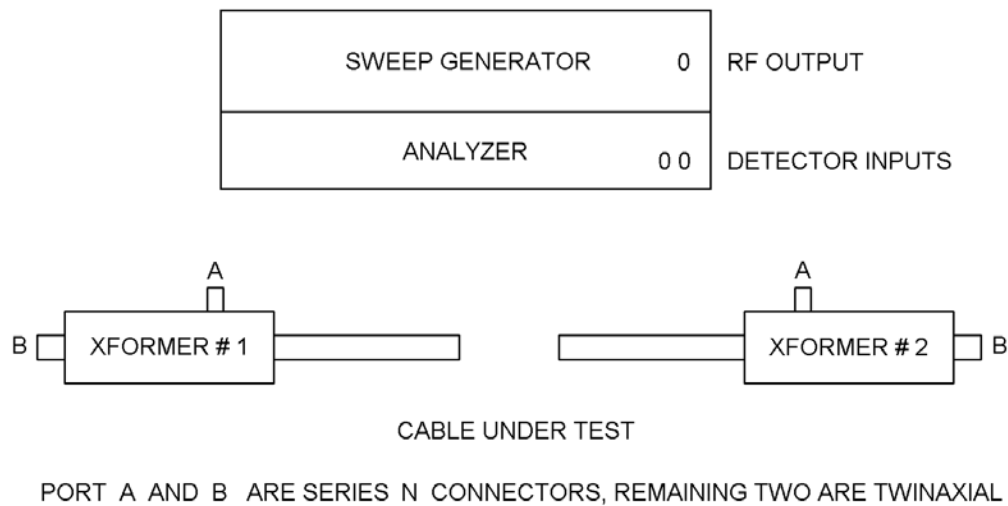 SWEEP GENERATOR 0 RF OUTPUT
ANALYZER 0 0 DETECTOR INPUTS
A A
B XFORMER # 1 XFORMER # 2 B
CABLE UNDER TEST
PORT A AND B ARE SERIES N CONNECTORS, REMAINING TWO ARE TWINAXIAL